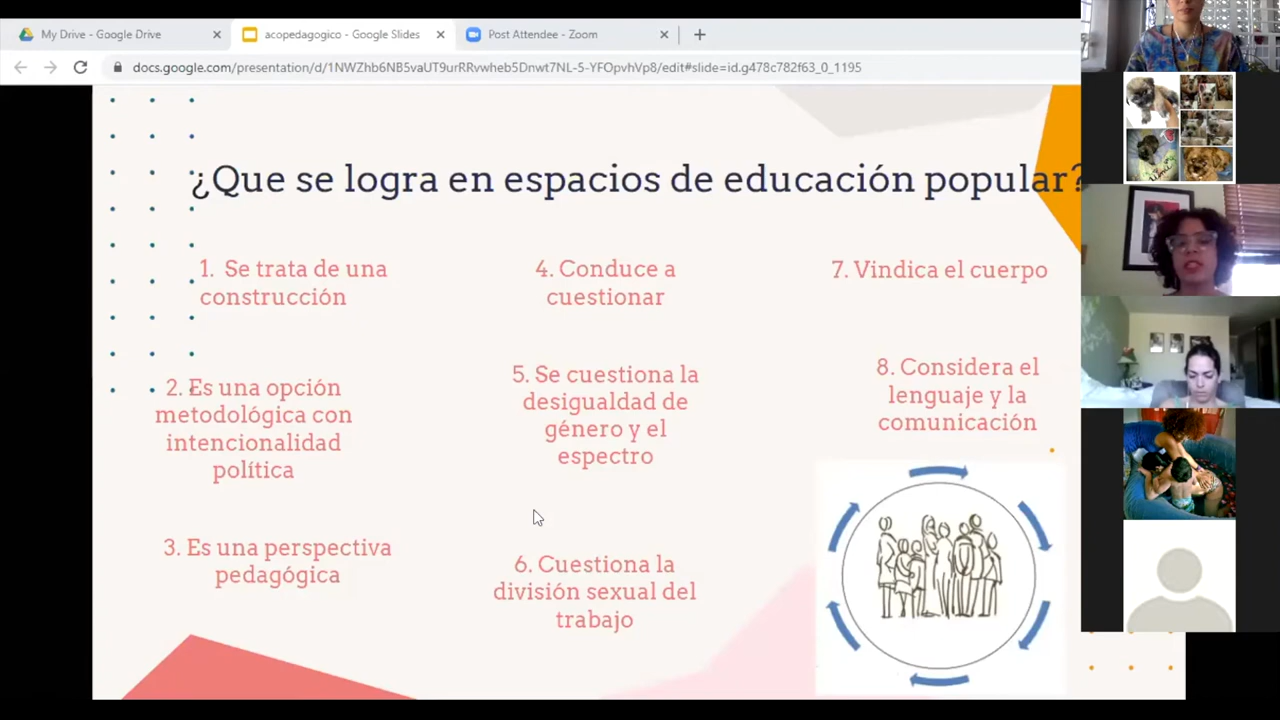 My Drive - Google Drive
acopedagogico - Google Slides
Post Attendee - Zoom
docs.google.com/presentation/d/1NWZhb6NB5vaUT9urRRvwheb5Dnwt7NL-5-YFOpvhVp8/edit#slide=id.g478c782f63_0_1195
¿Que se logra en espacios de educación popular?
1. Se trata de una
construcción
2. Es una opción
metodológica con
intencionalidad
política
3. Es una perspectiva
pedagógica
4. Conduce a
cuestionar
5. Se cuestiona la
desigualdad de
género y el
espectro
6. Cuestiona la
división sexual del
trabajo
7. Vindica el cuerpo
8. Considera el
lenguaje y la
comunicación